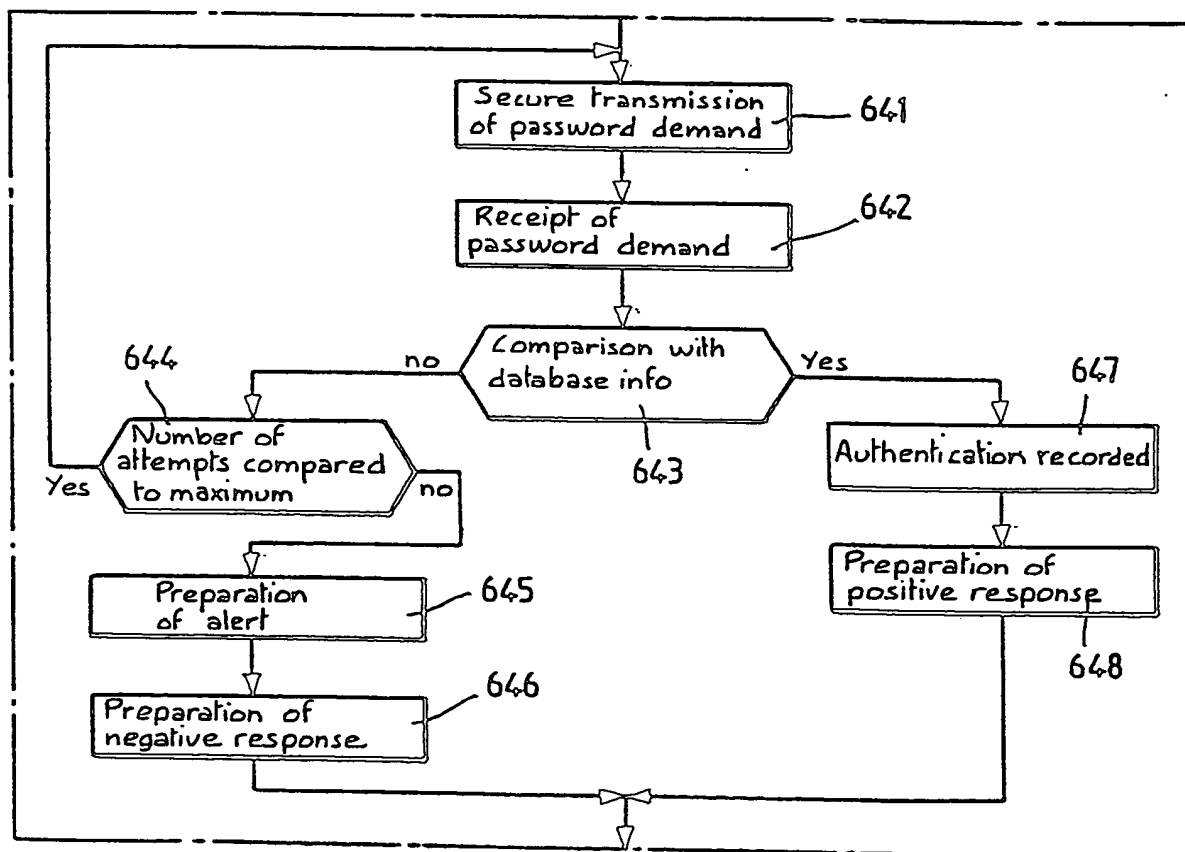 Secure transmission
of password demand
641
Receipt of
password demand
642
Comparison with
database info
no
Yes
643
644
Number of
attempts compared
to maximum
Yes
no
647
Authentication recorded
Preparation
of alert
645
Preparation of
positive response
648
Preparation of
negative response
646